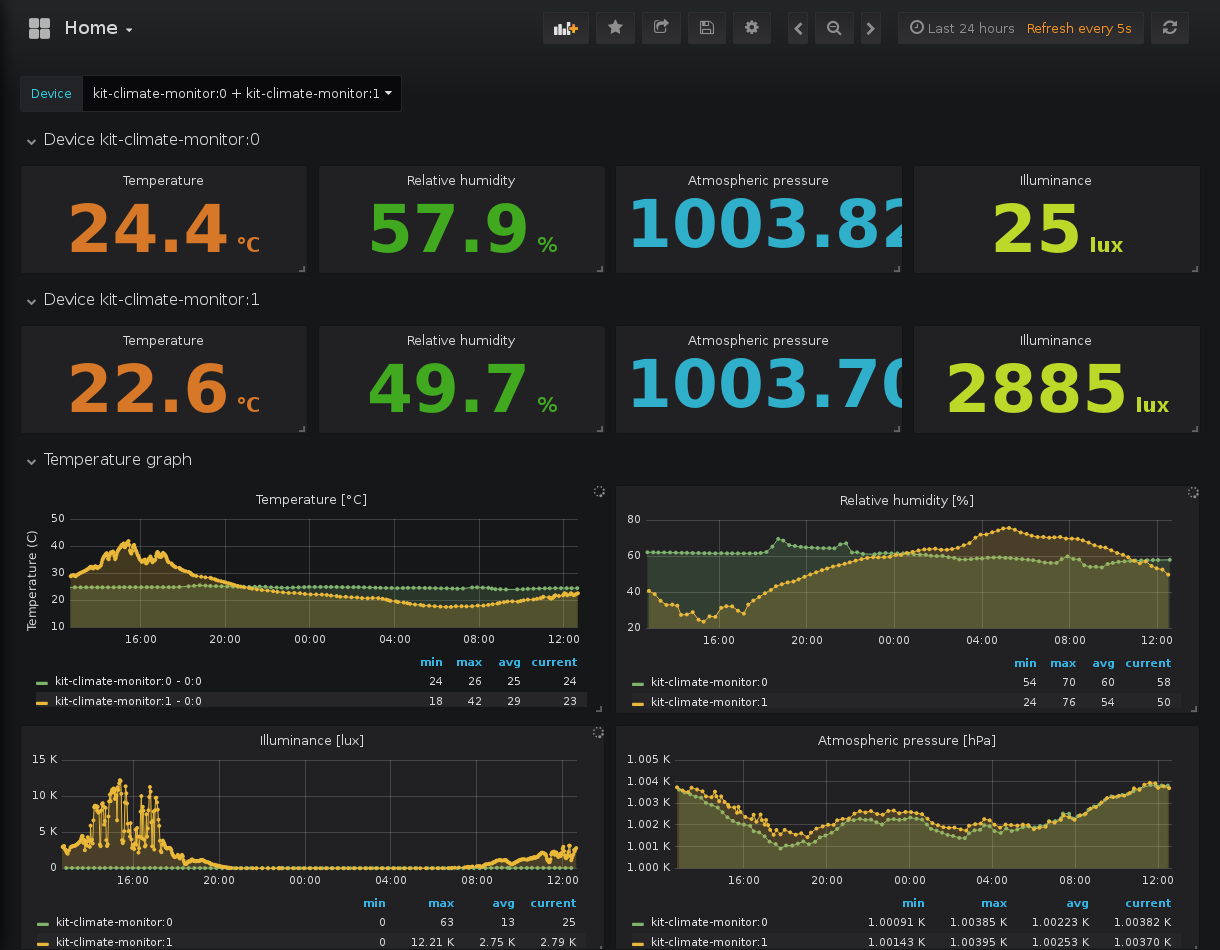 Home
Last 24 hours Refresh every 5s
Device kit-climate-monitor:0 + kit-climate-monitor:1
Device kit-climate-monitor:0
Temperature Relative humidity Atmospheric pressure Illuminance
24.4 °C 57.9 % 1003.82 25 lux
Device kit-climate-monitor:1
Temperature Relative humidity Atmospheric pressure Illuminance
22.6 °C 49.7 % 1003.70 2885 lux
Temperature graph
Temperature [°C]
Temperature (C)
50
40
30
20
10
16:00 20:00 00:00 04:00 08:00 12:00
min max avg current
kit-climate-monitor:0 - 0:0 24 26 25 24
kit-climate-monitor:1 - 0:0 18 42 29 23
Relative humidity [%]
80
60
40
20
16:00 20:00 00:00 04:00 08:00 12:00
min max avg current
kit-climate-monitor:0 54 70 60 58
kit-climate-monitor:1 24 76 54 50
Illuminance [lux]
15 K
10 K
5 K
0
16:00 20:00 00:00 04:00 08:00 12:00
min max avg current
kit-climate-monitor:0 0 63 13 25
kit-climate-monitor:1 0 12.21 K 2.75 K 2.79 K
Atmospheric pressure [hPa]
1.005 K
1.004 K
1.003 K
1.002 K
1.001 K
1.000 K
16:00 20:00 00:00 04:00 08:00 12:00
min max avg current
kit-climate-monitor:0 1.00091 K 1.00385 K 1.00223 K 1.00382 K
kit-climate-monitor:1 1.00143 K 1.00395 K 1.00253 K 1.00370 K